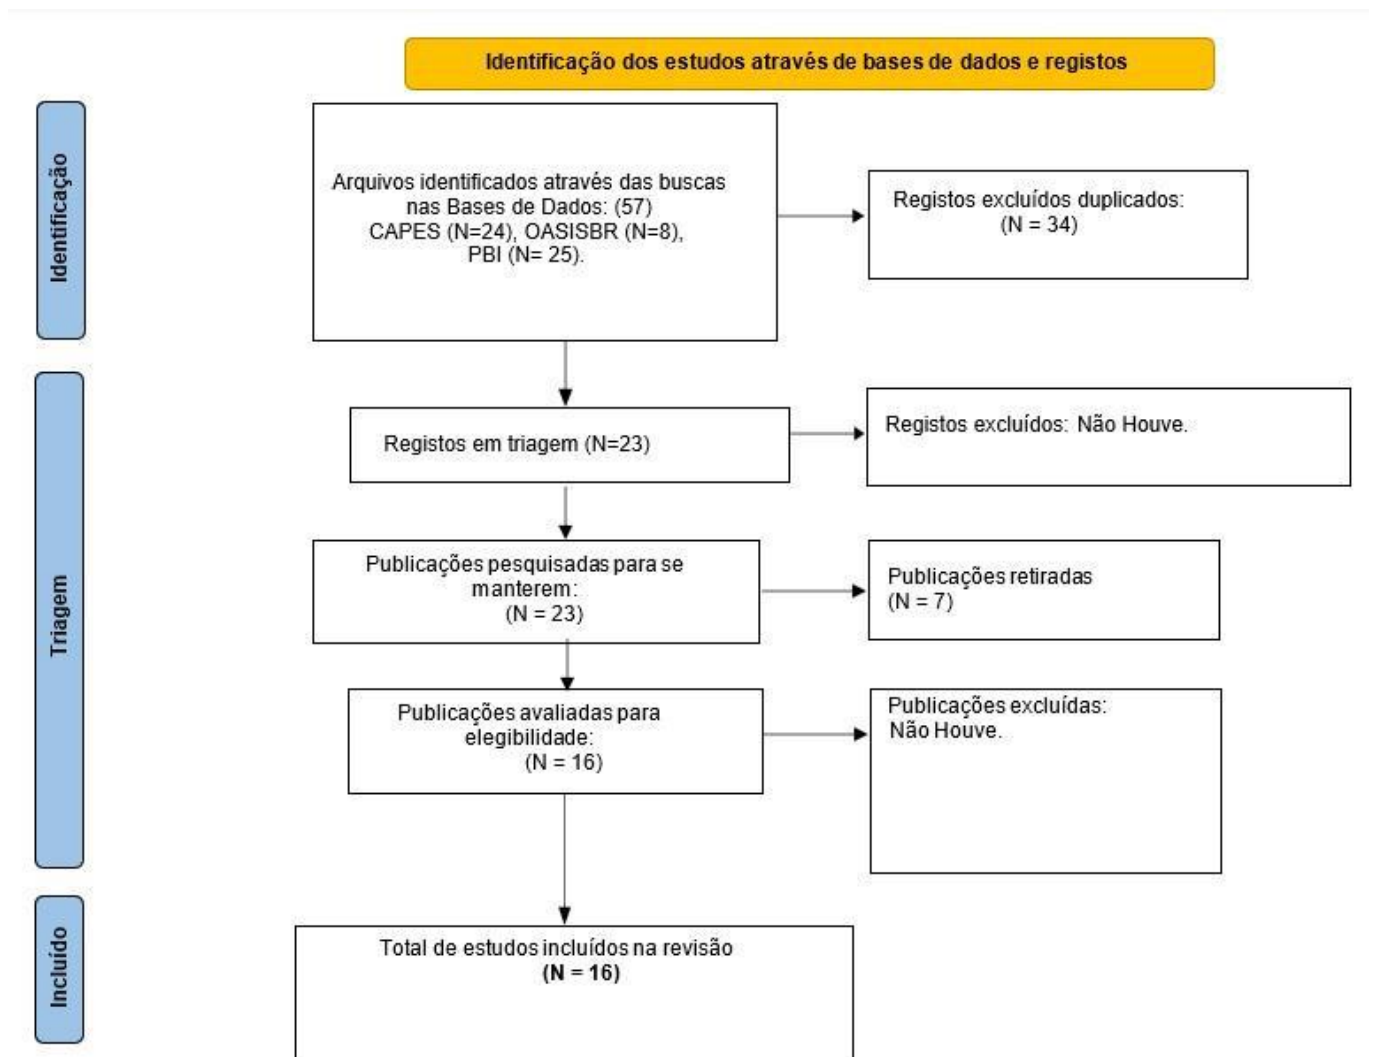 Identificação dos estudos através de bases de dados e registos
Identificação
Arquivos identificados através das buscas
nas Bases de Dados: (57)
CAPES (N=24), OASISBR (N=8),
PBI (N= 25).
Registos excluídos duplicados:
(N = 34)
Triagem
Registos em triagem (N=23)
Registos excluídos: Não Houve.
Publicações pesquisadas para se
manterem:
(N = 23)
Publicações retiradas
(N = 7)
Publicações avaliadas para
elegibilidade:
(N = 16)
Publicações excluídas:
Não Houve.
Incluído
Total de estudos incluídos na revisão
(N = 16)